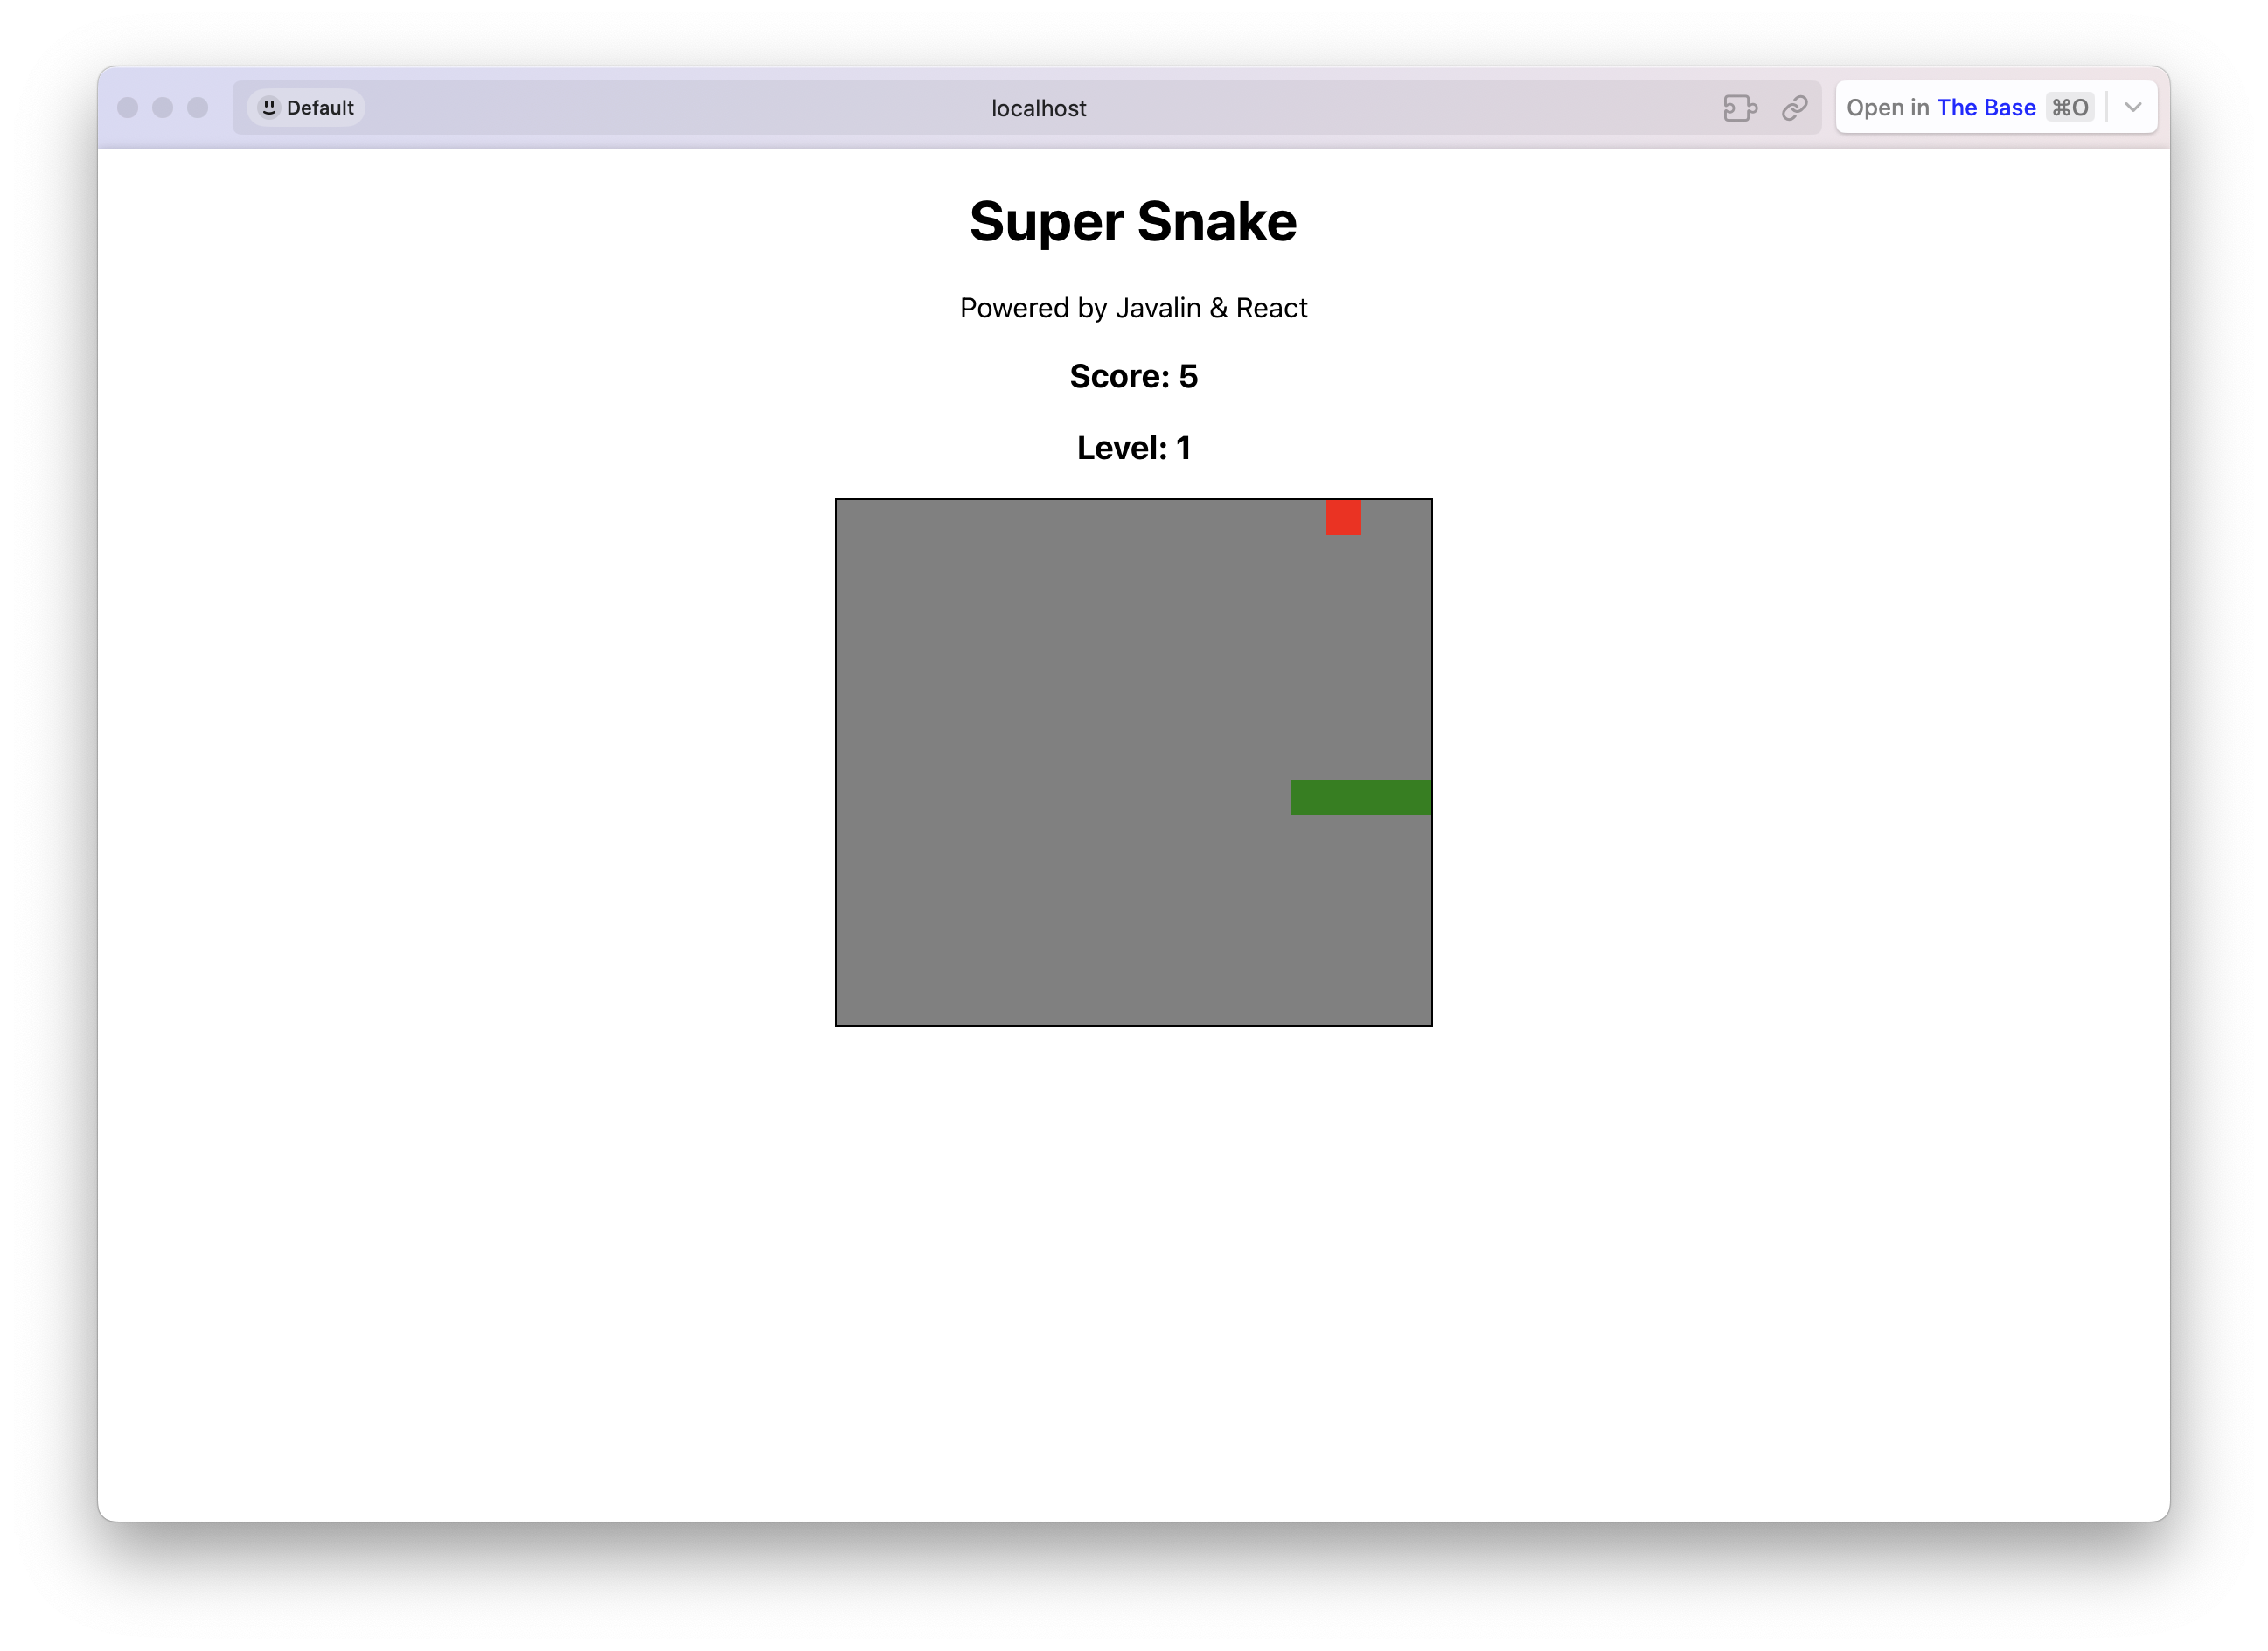 Default
localhost
Open in The Base ⌘O
Super Snake
Powered by Javalin & React
Score: 5
Level: 1